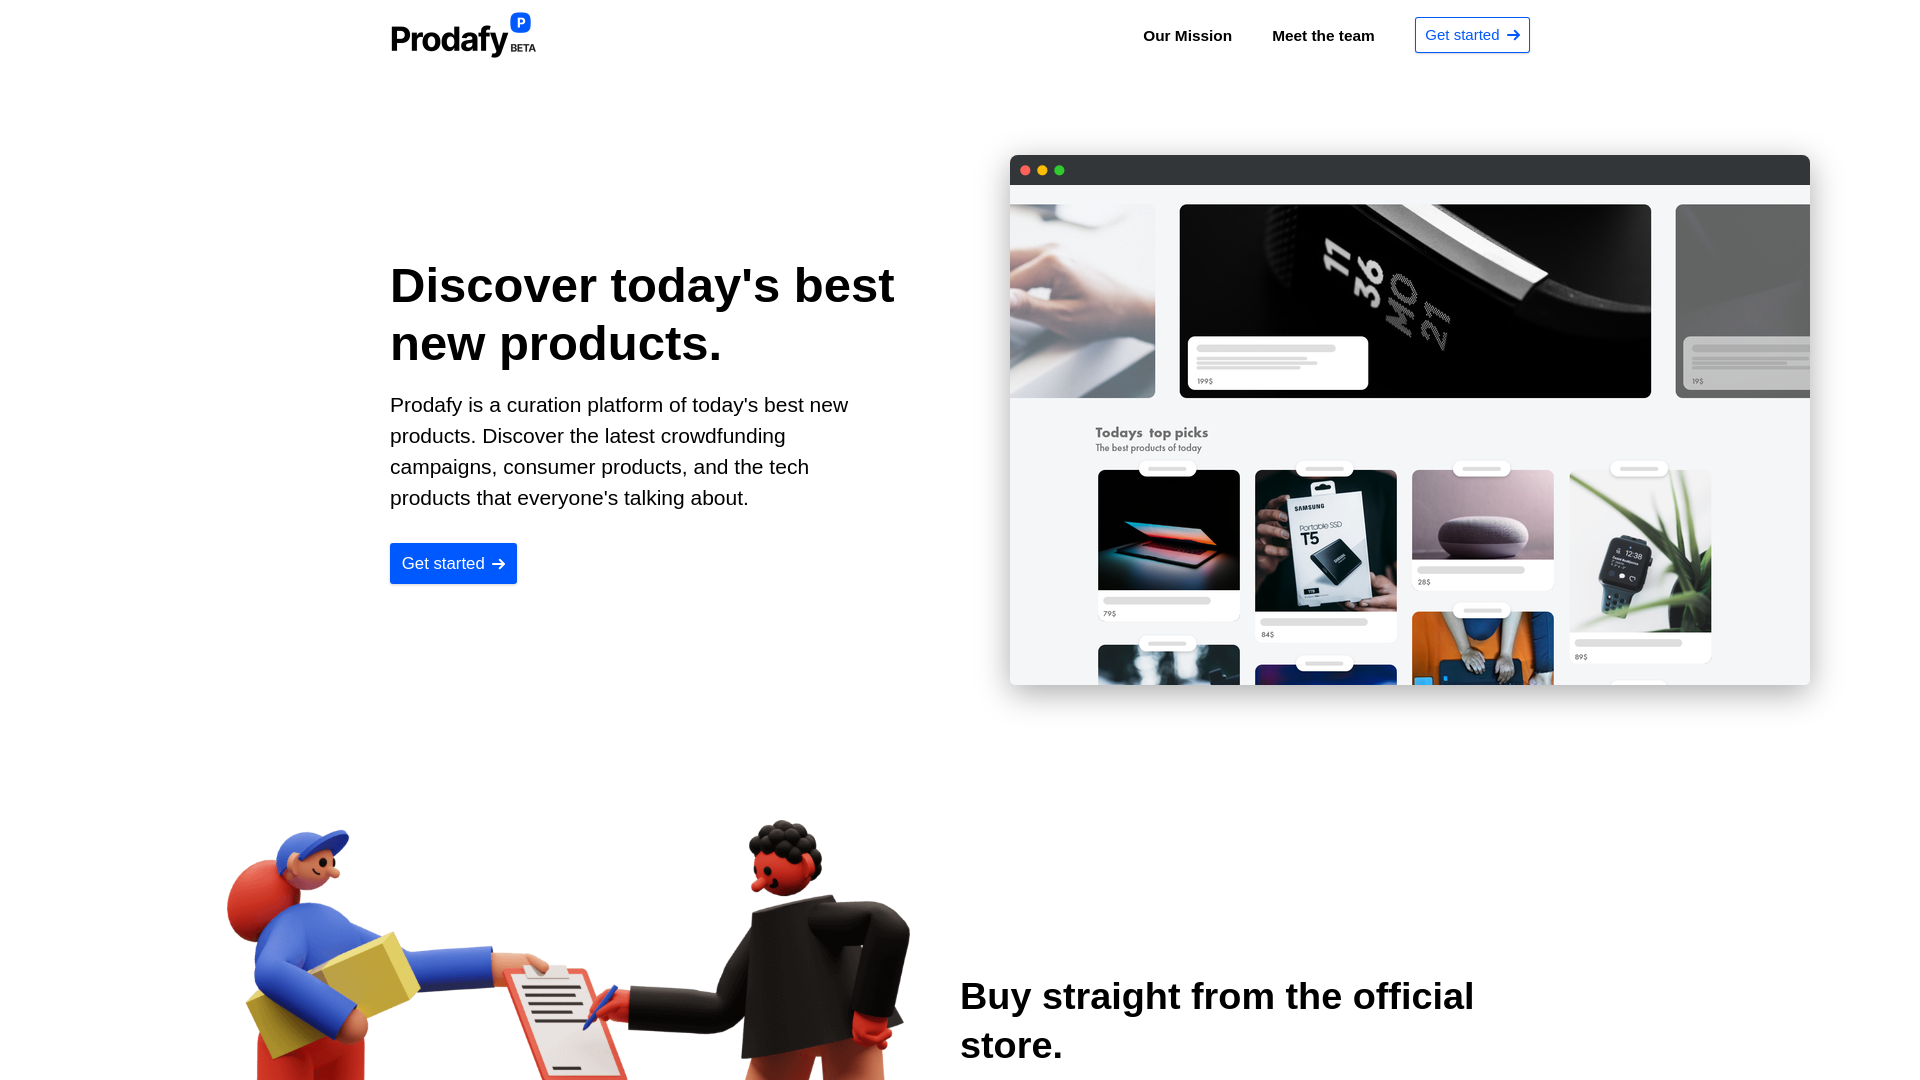 Prodafy
P
BETA
Our Mission
Meet the team
Get started
Discover today's best
new products.
Prodafy is a curation platform of today's best new
products. Discover the latest crowdfunding
campaigns, consumer products, and the tech
products that everyone's talking about.
Get started
11
36
MO
21
199$
19$
Todays top picks
The best products of today
SAMSUNG
Portable SSD
T5
12:38
79$
84$
28$
89$
Buy straight from the official
store.